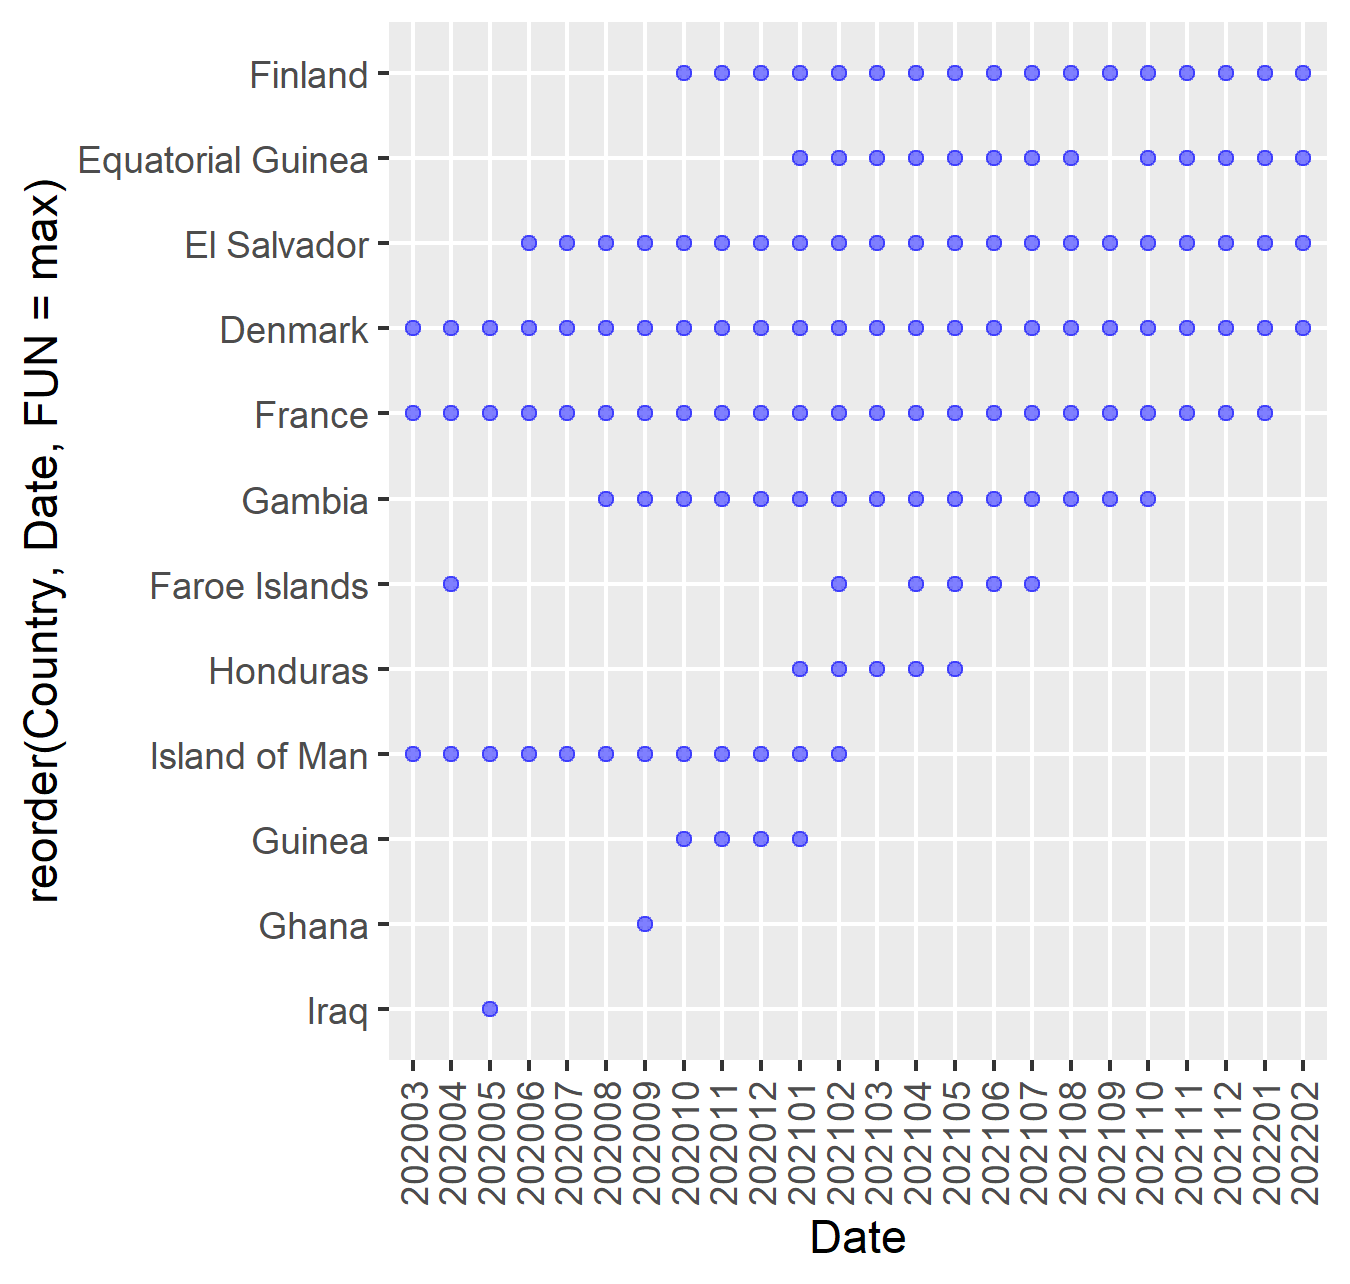 reorder(Country, Date, FUN = max)
Finland
Equatorial Guinea
El Salvador
Denmark
France
Gambia
Faroe Islands
Honduras
Island of Man
Guinea
Ghana
Iraq
202003
202004
202005
202006
202007
202008
202009
202010
202011
202012
202101
202102
202103
202104
202105
202106
202107
202108
202109
202110
202111
202112
202201
202202
Date